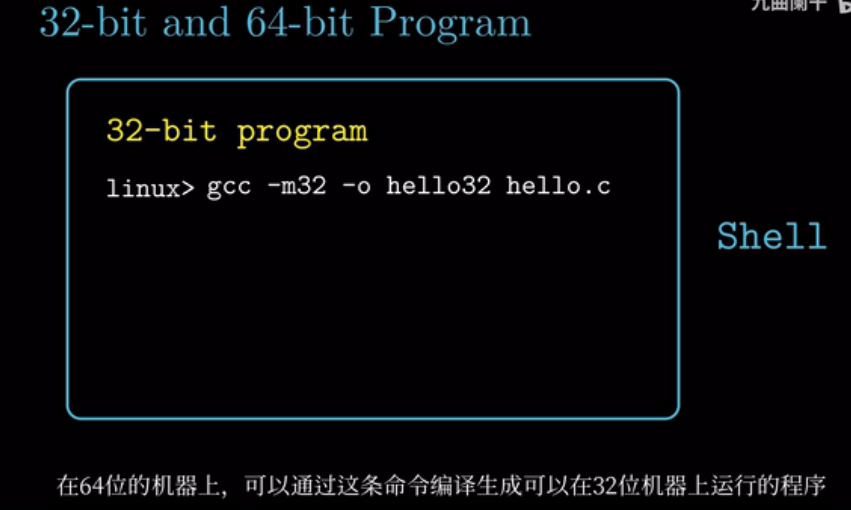 九曲阑干
32-bit and 64-bit Program
32-bit program
linux> gcc -m32 -o hello32 hello.c
Shell
在64位的机器上，可以通过这条命令编译生成可以在32位机器上运行的程序